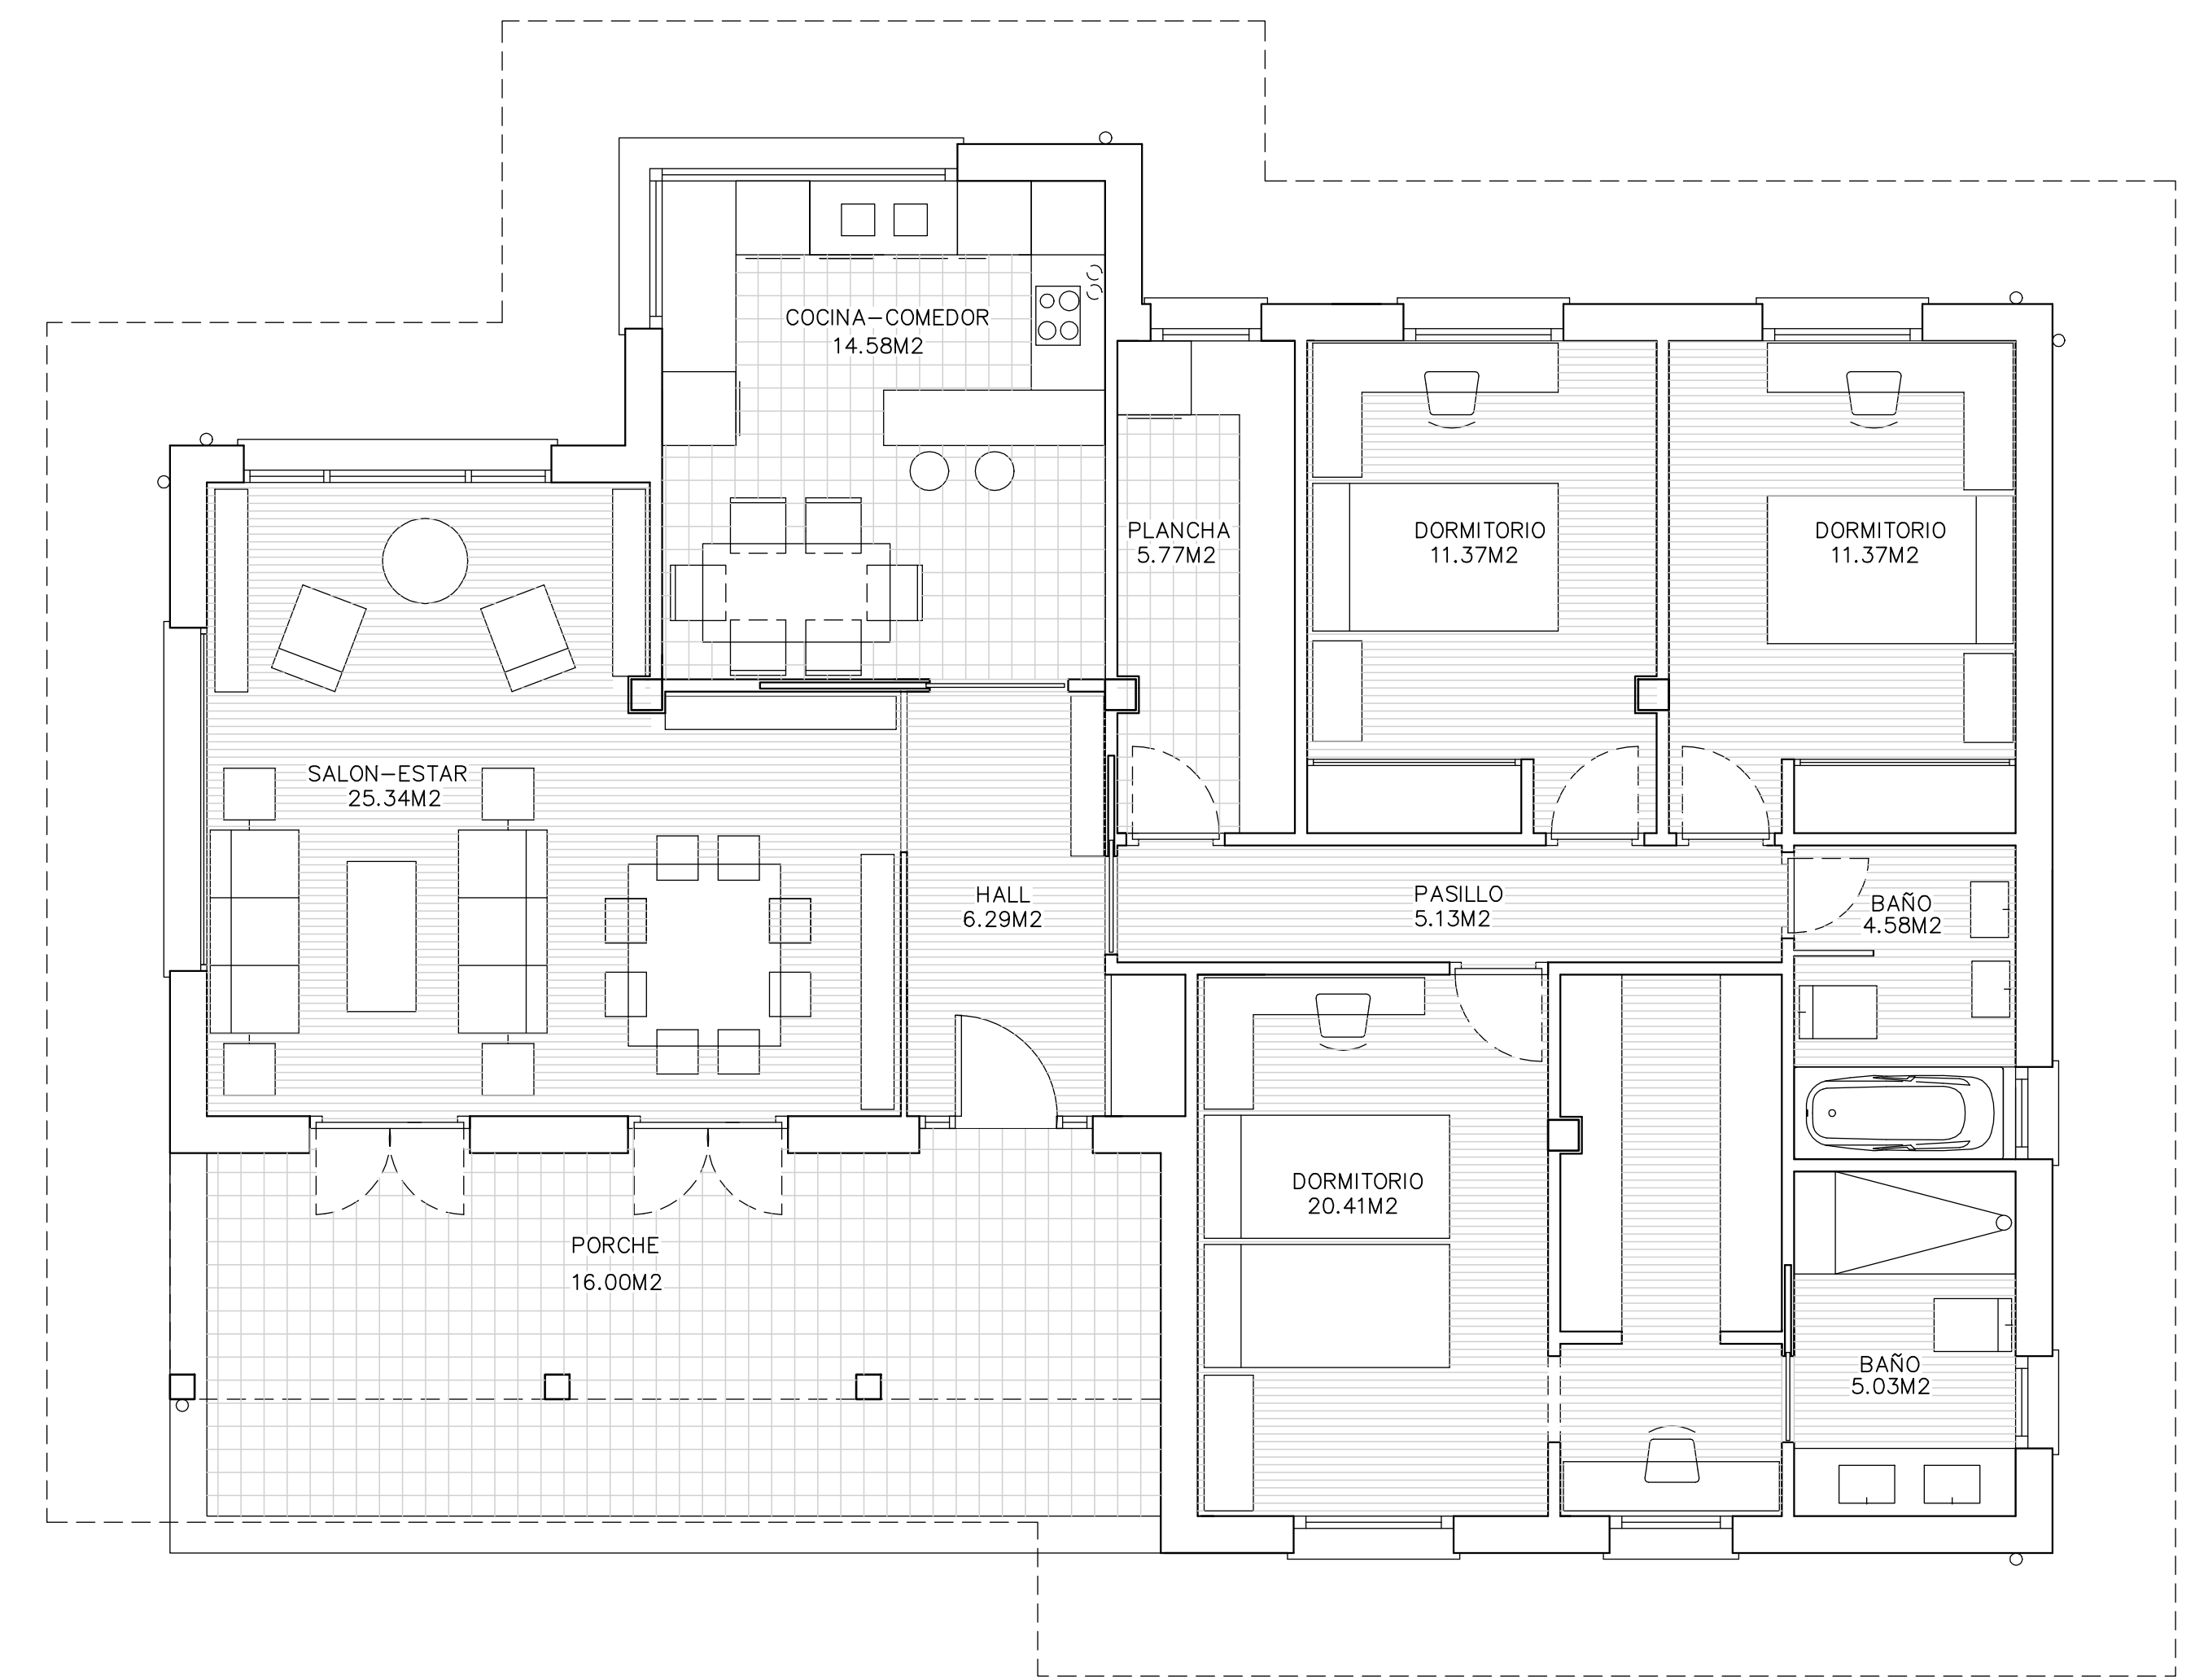 COCINA-COMEDOR
14.58M2
PLANCHA
5.77M2
DORMITORIO
11.37M2
DORMITORIO
11.37M2
SALON-ESTAR
25.34M2
HALL
6.29M2
PASILLO
5.13M2
BAÑO
4.58M2
DORMITORIO
20.41M2
PORCHE
16.00M2
BAÑO
5.03M2